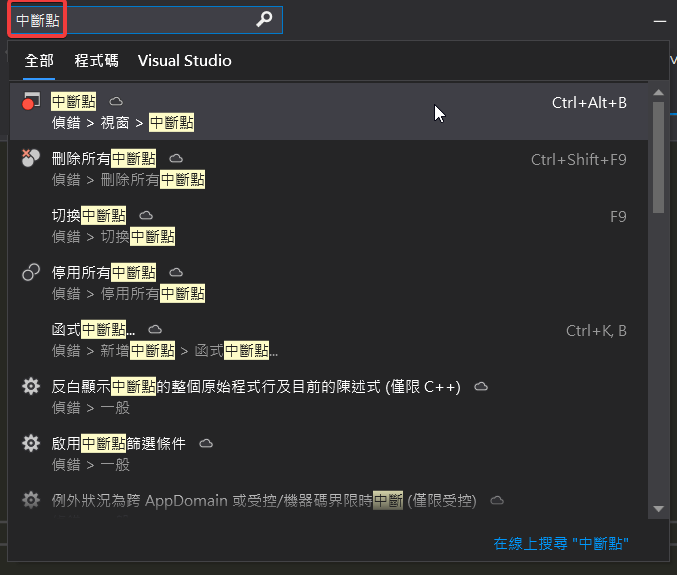 中斷點
全部 程式碼 Visual Studio
中斷點 Ctrl+Alt+B
偵錯 > 視窗 > 中斷點
刪除所有中斷點 Ctrl+Shift+F9
偵錯 > 刪除所有中斷點
切換中斷點 F9
偵錯 > 切換中斷點
停用所有中斷點
偵錯 > 停用所有中斷點
函式中斷點... Ctrl+K, B
偵錯 > 新增中斷點 > 函式中斷點...
反白顯示中斷點的整個原始程式行及目前的陳述式 (僅限 C++)
偵錯 > 一般
啟用中斷點篩選條件
偵錯 > 一般
例外狀況為跨 AppDomain 或受控/機器碼界限時中斷 (僅限受控)
在線上搜尋 "中斷點"